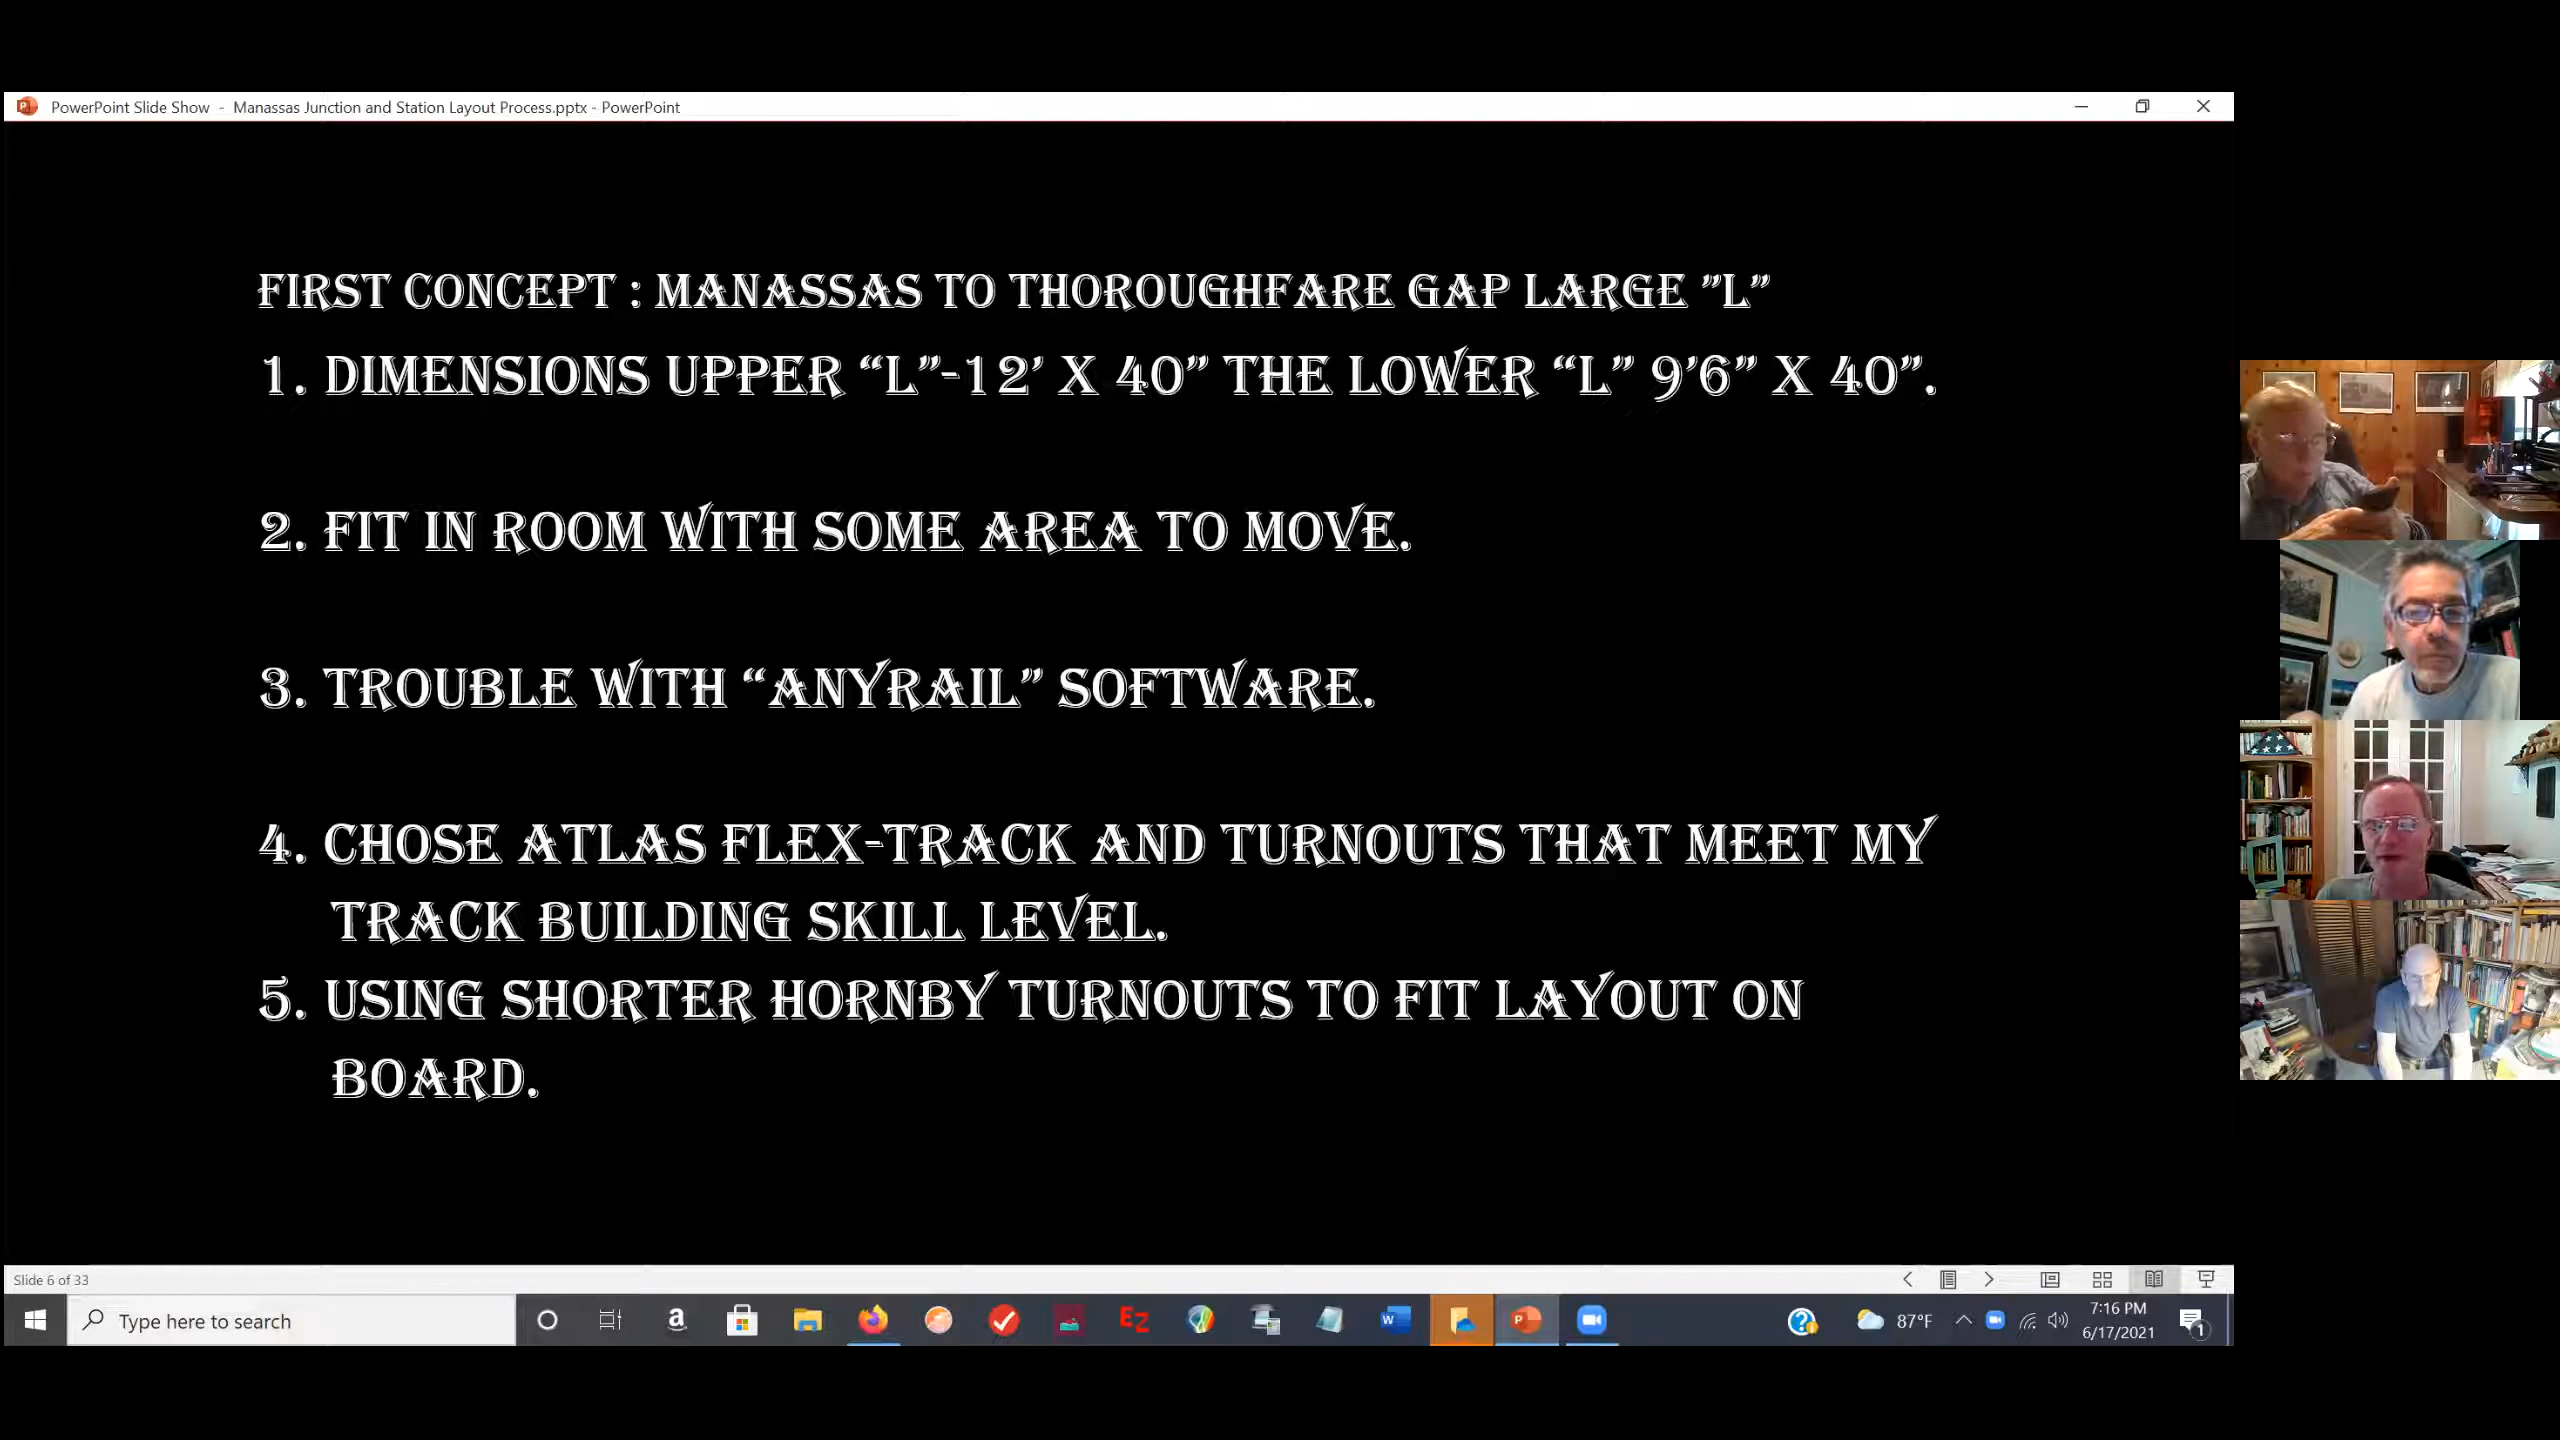 PowerPoint Slide Show - Manassas Junction and Station Layout Process.pptx - PowerPoint
FIRST CONCEPT : MANASSAS TO THOROUGHFARE GAP LARGE ”L”
1. DIMENSIONS UPPER “L”-12’ X 40” THE LOWER “L” 9’6” X 40”.
2. FIT IN ROOM WITH SOME AREA TO MOVE.
3. TROUBLE WITH “ANYRAIL” SOFTWARE.
4. CHOSE ATLAS FLEX-TRACK AND TURNOUTS THAT MEET MY
TRACK BUILDING SKILL LEVEL.
5. USING SHORTER HORNBY TURNOUTS TO FIT LAYOUT ON
BOARD.
Slide 6 of 33
Type here to search
a
EZ
W
P
87°F
7:16 PM
6/17/2021
1